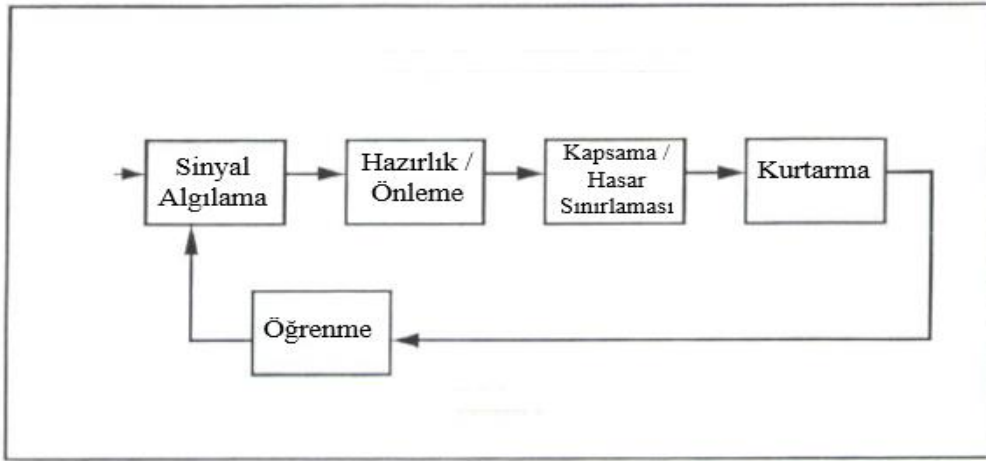 Sinyal
Algılama
Hazırlık /
Önleme
Kapsama /
Hasar
Sınırlaması
Kurtarma
Öğrenme